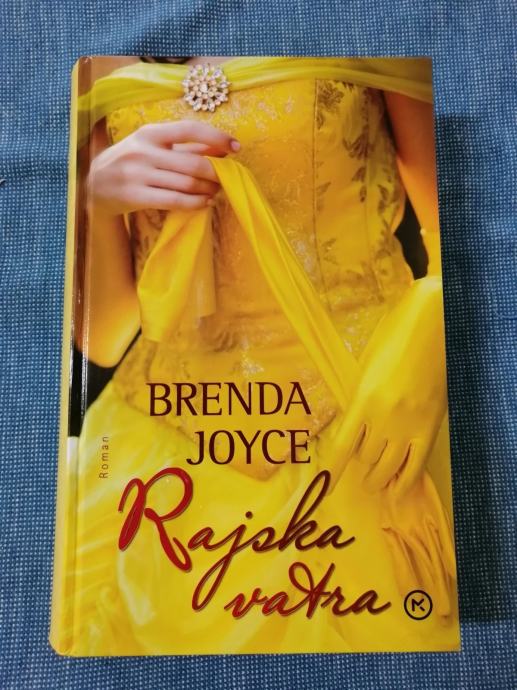 BRENDA
JOYCE
Roman
Rajska
vatra